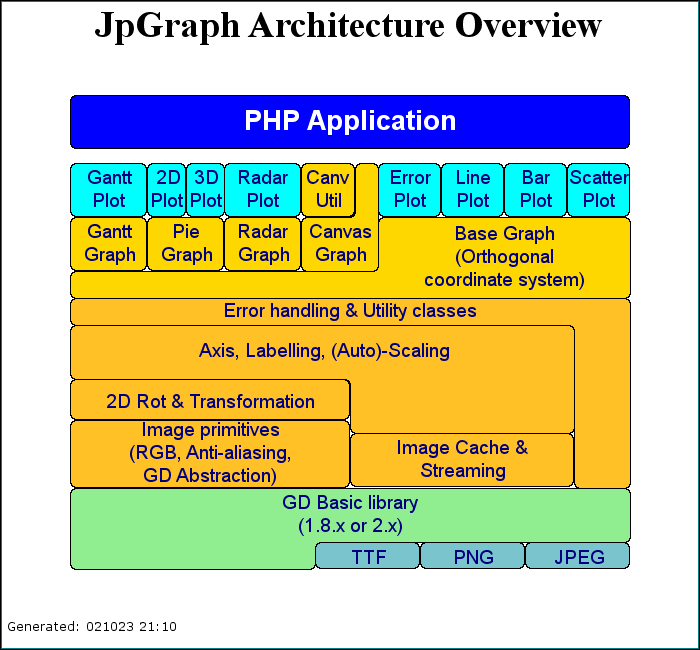 JpGraph Architecture Overview
PHP Application
Gantt
Plot
2D
Plot
3D
Plot
Radar
Plot
Canv
Util
Error
Plot
Line
Plot
Bar
Plot
Scatter
Plot
Gantt
Graph
Pie
Graph
Radar
Graph
Canvas
Graph
Base Graph
(Orthogonal
coordinate system)
Error handling & Utility classes
Axis, Labelling, (Auto)-Scaling
2D Rot & Transformation
Image primitives
(RGB, Anti-aliasing,
GD Abstraction)
Image Cache &
Streaming
GD Basic library
(1.8.x or 2.x)
TTF
PNG
JPEG
Generated: 021023 21:10